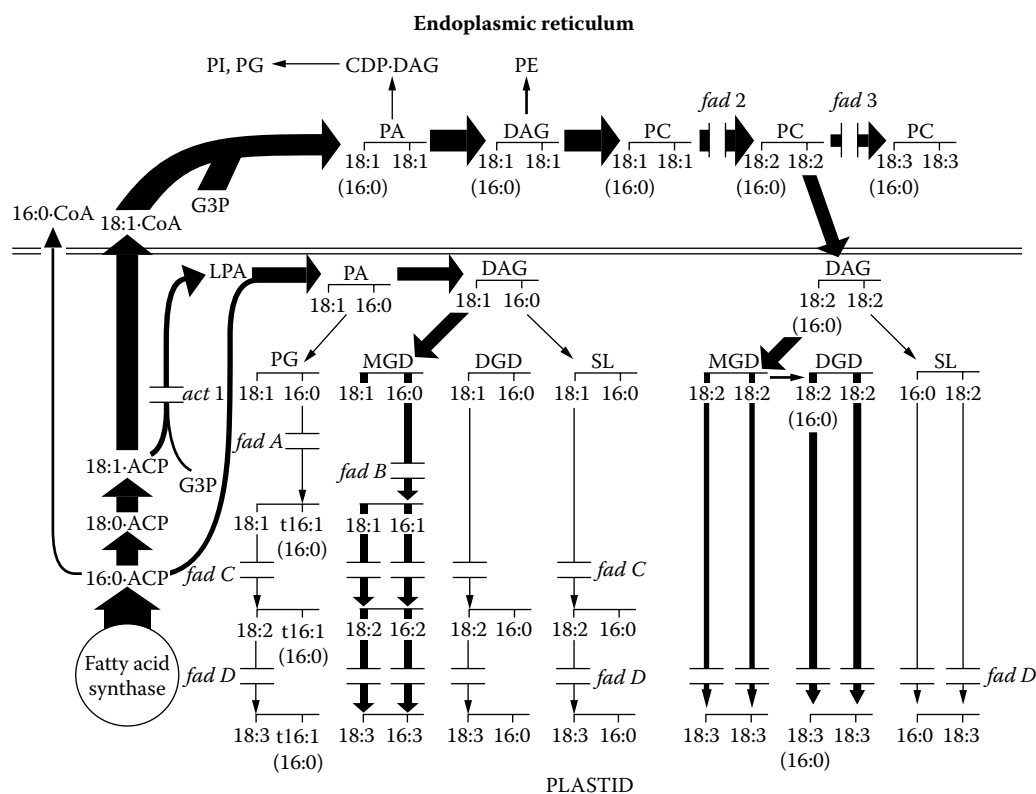 Endoplasmic reticulum
PI, PG CDP·DAG PE
fad 2 fad 3
PA DAG PC PC PC
18:1 18:1 18:1 18:1 18:1 18:1 18:2 18:2 18:3 18:3
(16:0) (16:0) (16:0) (16:0) (16:0)
G3P
16:0·CoA 18:1·CoA
LPA PA DAG DAG
18:1 16:0 18:1 16:0 18:2 18:2
(16:0)
PG MGD DGD SL MGD DGD SL
act 1 18:1 16:0 18:1 16:0 18:1 16:0 18:1 16:0 18:2 18:2 18:2 18:2 16:0 18:2
(16:0)
fad A
fad B
18:1·ACP
G3P
18:0·ACP 18:1 t16:1 18:1 16:1
(16:0)
16:0·ACP fad C fad C
18:2 t16:1 18:2 16:2 18:2 16:0 18:2 16:0
(16:0)
Fatty acid
synthase
fad D fad D fad D
18:3 t16:1 18:3 16:3 18:3 16:0 18:3 16:0 18:3 18:3 18:3 18:3 16:0 18:3
(16:0) (16:0)
PLASTID